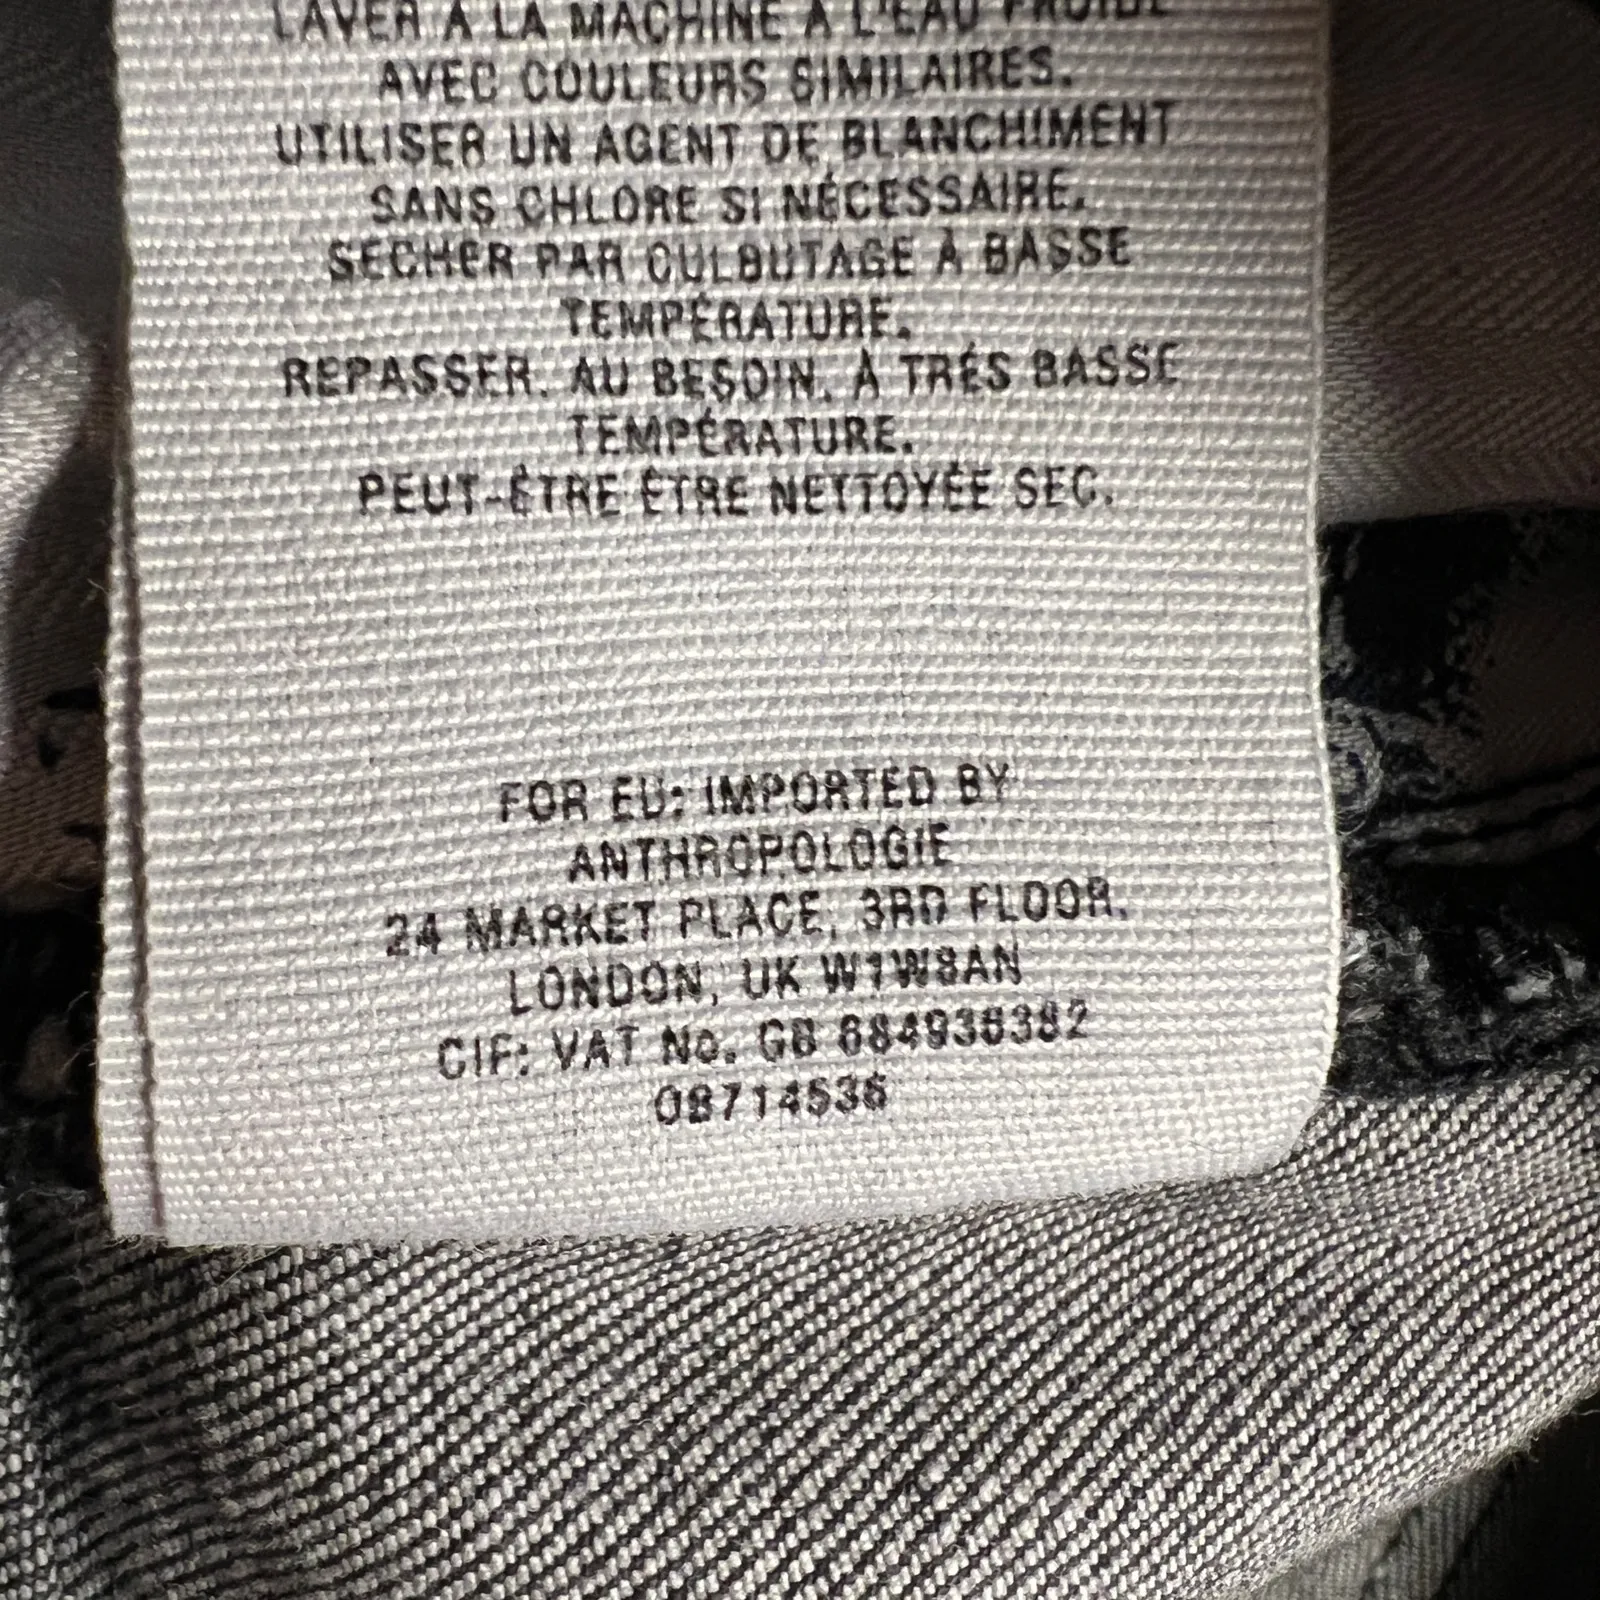 LAVER À LA MACHINE À L'EAU FROIDE
AVEC COULEURS SIMILAIRES.
UTILISER UN AGENT DE BLANCHIMENT
SANS CHLORE SI NÉCESSAIRE.
SÉCHER PAR CULBUTAGE À BASSE
TEMPÉRATURE.
REPASSER, AU BESOIN, À TRÉS BASSE
TEMPÉRATURE.
PEUT-ÊTRE ÊTRE NETTOYÉE SEC.
FOR EU: IMPORTED BY
ANTHROPOLOGIE
24 MARKET PLACE, 3RD FLOOR,
LONDON, UK W1W8AN
CIF: VAT No. GB